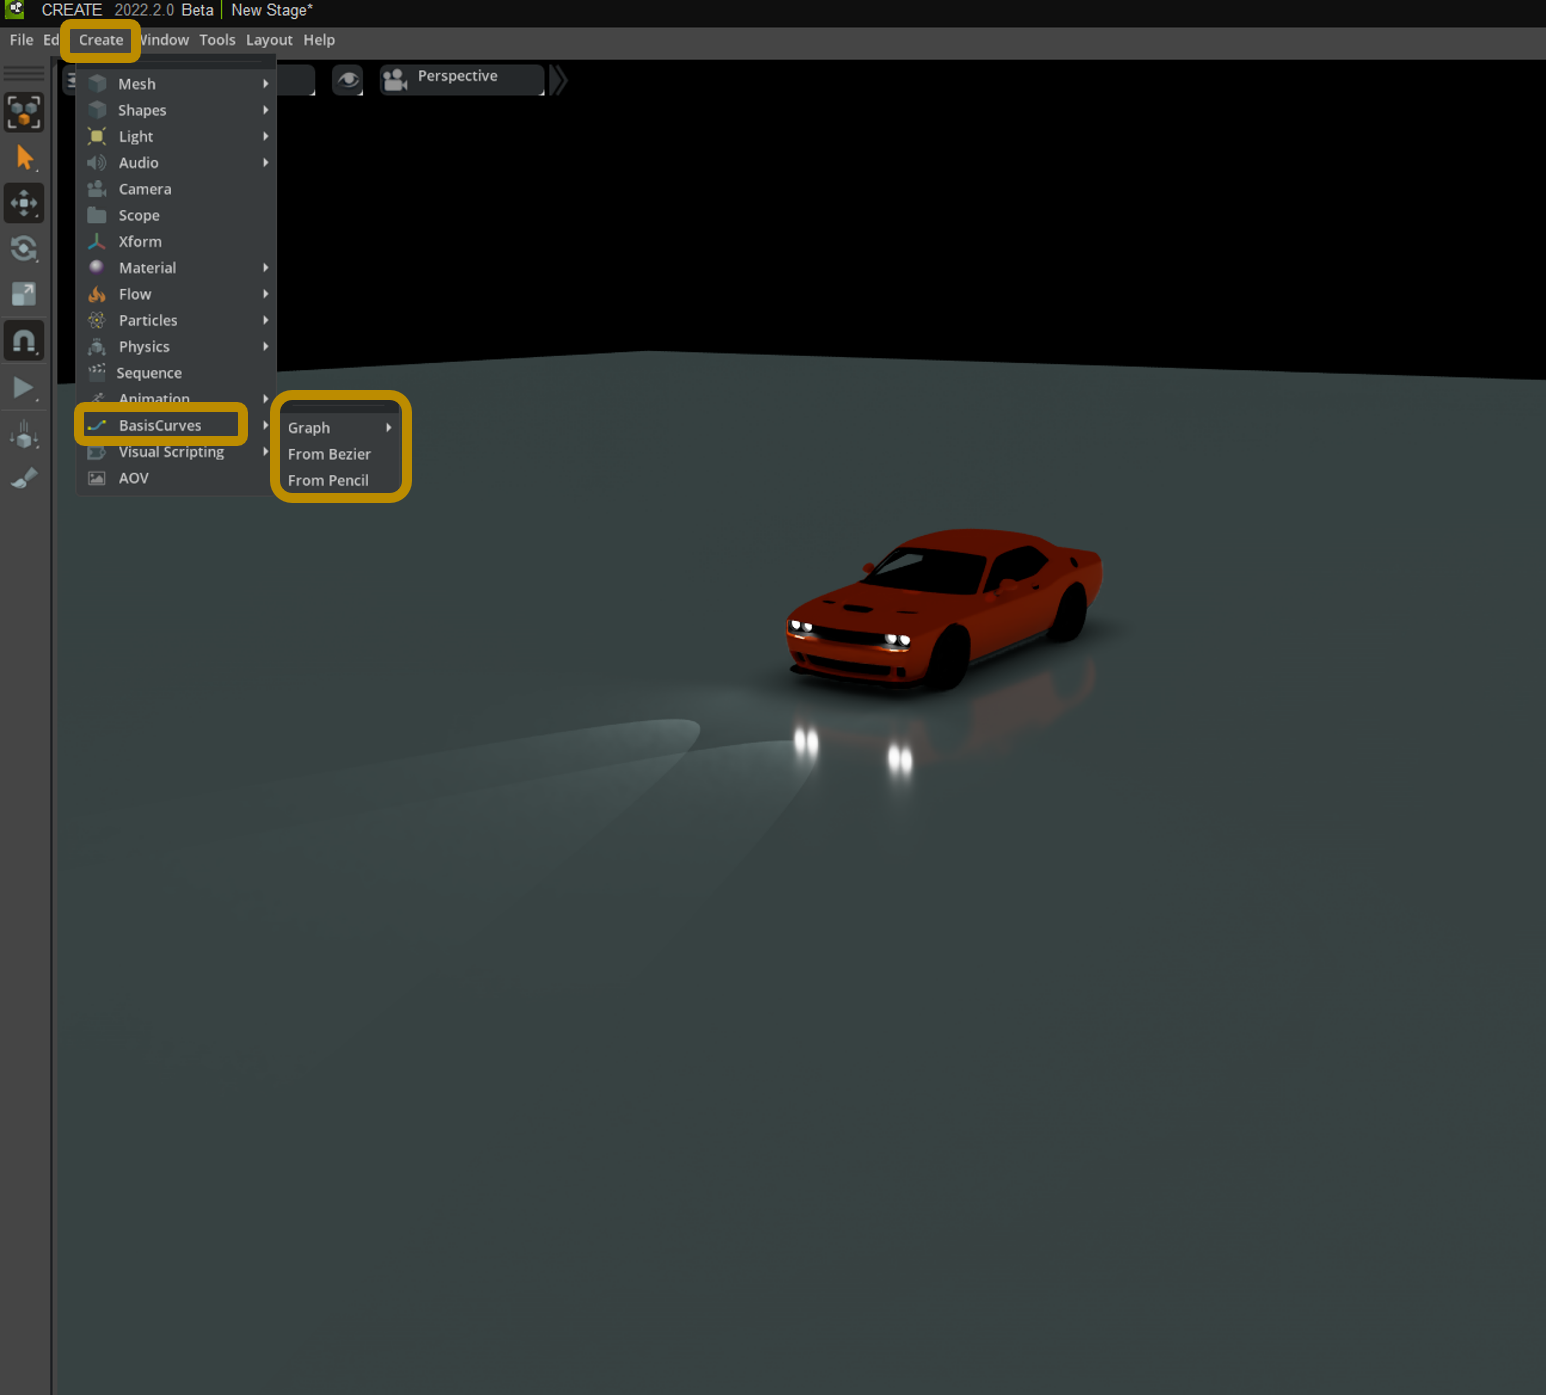 CREATE 2022.2.0 Beta New Stage*
File Ed Create Window Tools Layout Help
Perspective
Mesh
Shapes
Light
Audio
Camera
Scope
Xform
Material
Flow
Particles
Physics
Sequence
Animation
BasisCurves
Visual Scripting
AOV
Graph
From Bezier
From Pencil